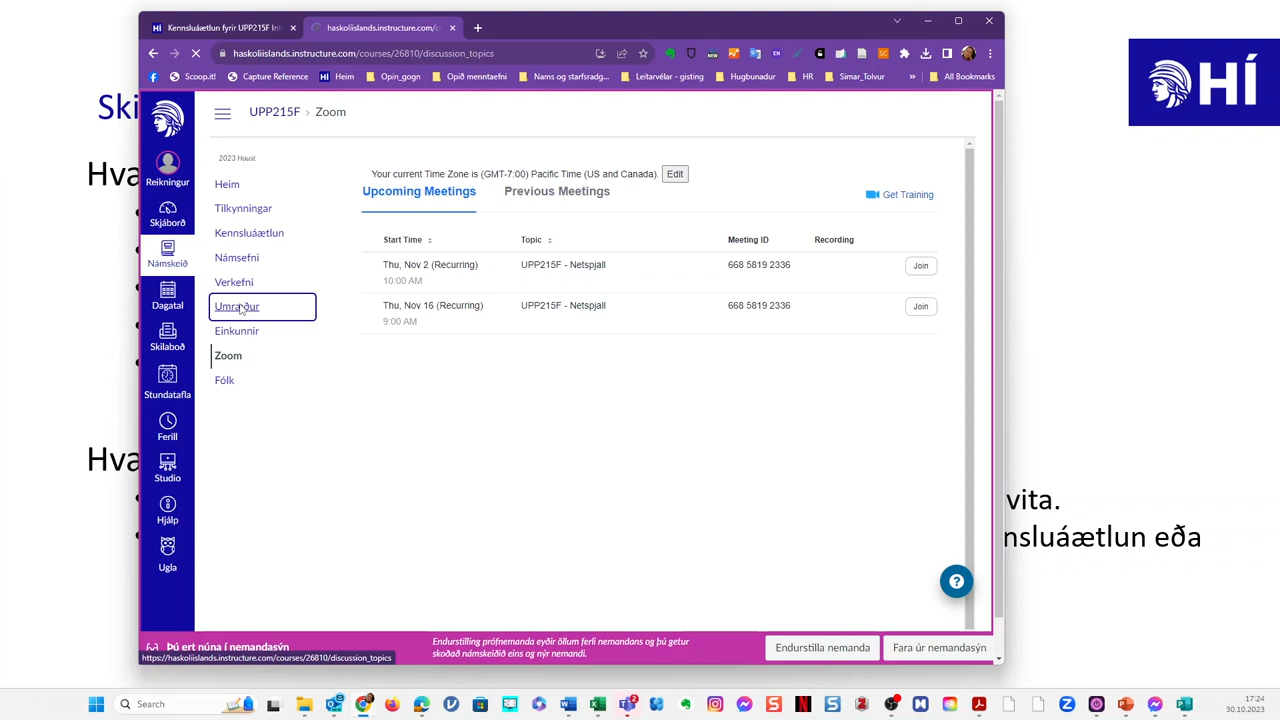 Kennsluáætlun fyrir UPP215F In
haskoliislands.instructure.com/c
haskoliislands.instructure.com/courses/26810/discussion_topics
Scoop.it!
Capture Reference
Heim
Opin_gogn
Opið menntaefni
Nams og starfsradg...
Leitarvélar - gisting
Hugbunadur
HR
Simar_Tolvur
»
All Bookmarks
Ski
Hva
HÍ
UPP215F › Zoom
Reikningur
Skjáborð
Námskeið
Dagatal
Skilaboð
Stundatafla
Ferill
Studio
Hjálp
Ugla
2023 Haust
Heim
Tilkynningar
Kennsluáætlun
Námsefni
Verkefni
Umræður
Einkunnir
Zoom
Fólk
Your current Time Zone is (GMT-7:00) Pacific Time (US and Canada). Edit
Upcoming Meetings Previous Meetings
Get Training
Start Time Topic Meeting ID Recording
Thu, Nov 2 (Recurring) UPP215F - Netspjall 668 5819 2336 Join
10:00 AM
Thu, Nov 16 (Recurring) UPP215F - Netspjall 668 5819 2336 Join
9:00 AM
Hva
vita.
nsluáætlun eða
Þú ert núna í nemandasýn
Endurstilling prófnemanda eyðir öllum ferli nemandans og þú getur
skoðað námskeiðið eins og nýr nemandi.
Endurstilla nemanda
Fara úr nemandasýn
https://haskoliislands.instructure.com/courses/26810/discussion_topics
Search
17:24
30.10.2023